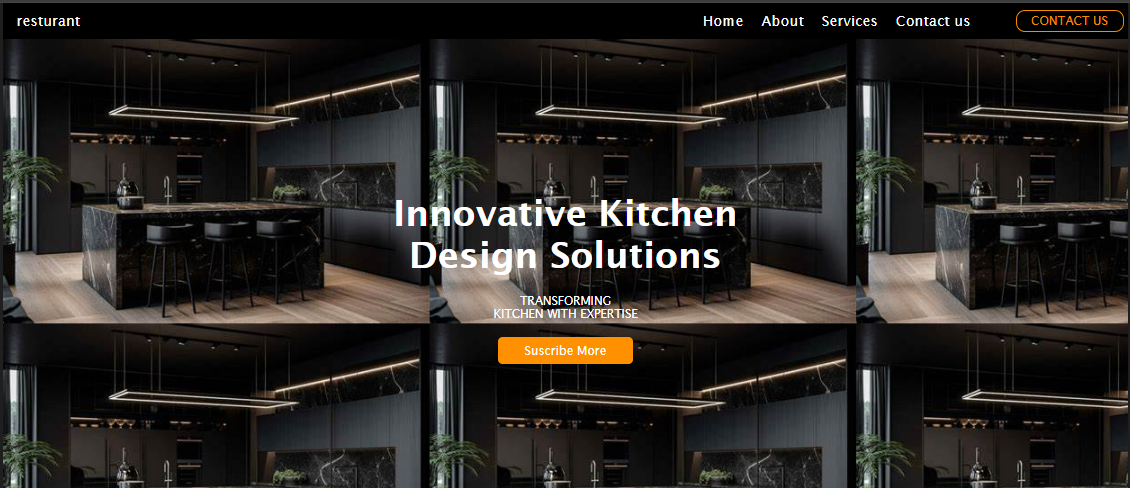 resturant
Home About Services Contact us CONTACT US
Innovative Kitchen
Design Solutions
TRANSFORMING
KITCHEN WITH EXPERTISE
Suscribe More